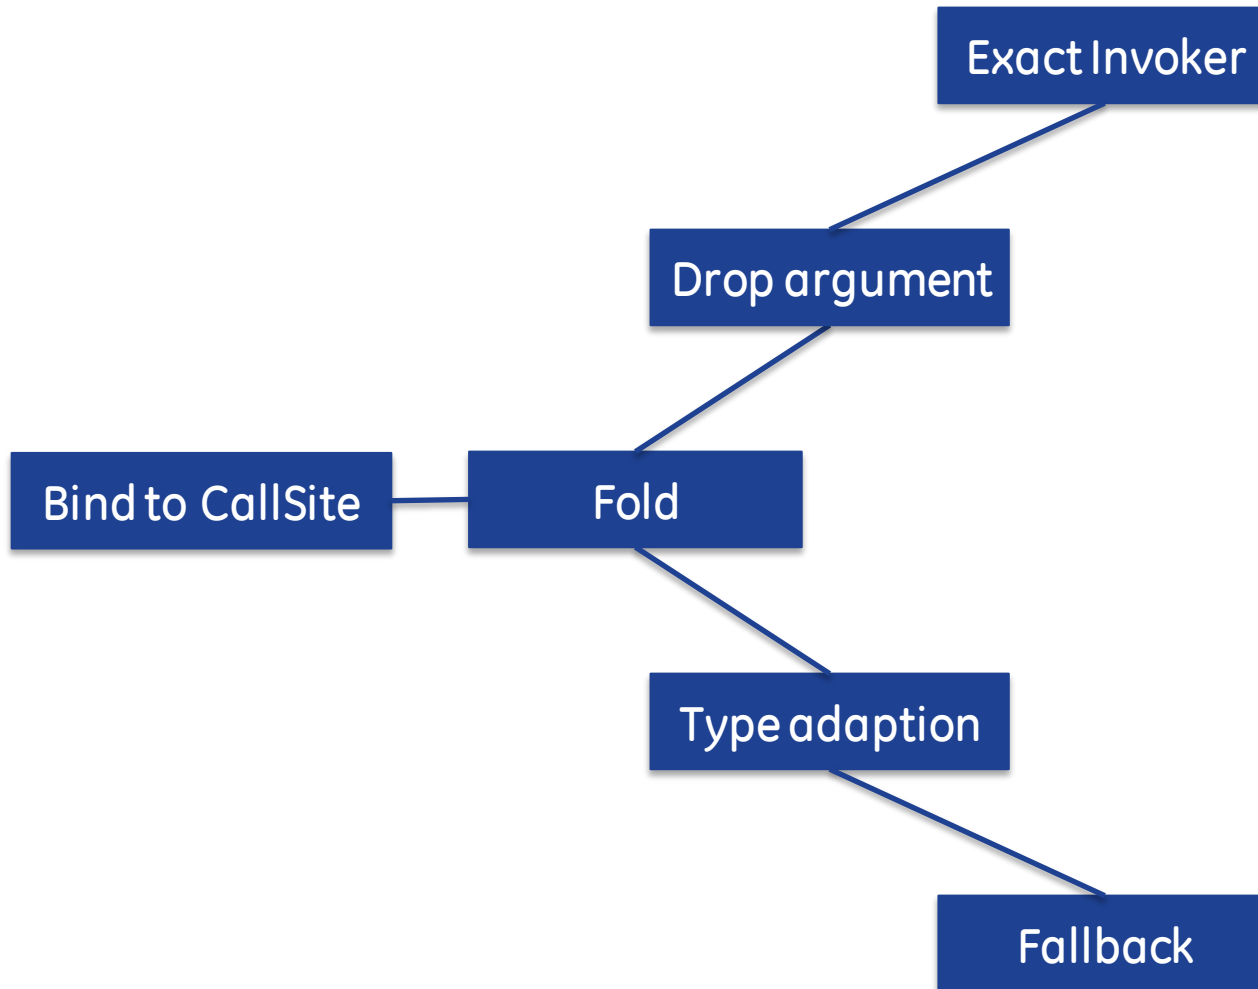 Exact Invoker
Drop argument
Bind to CallSite
Fold
Type adaption
Fallback